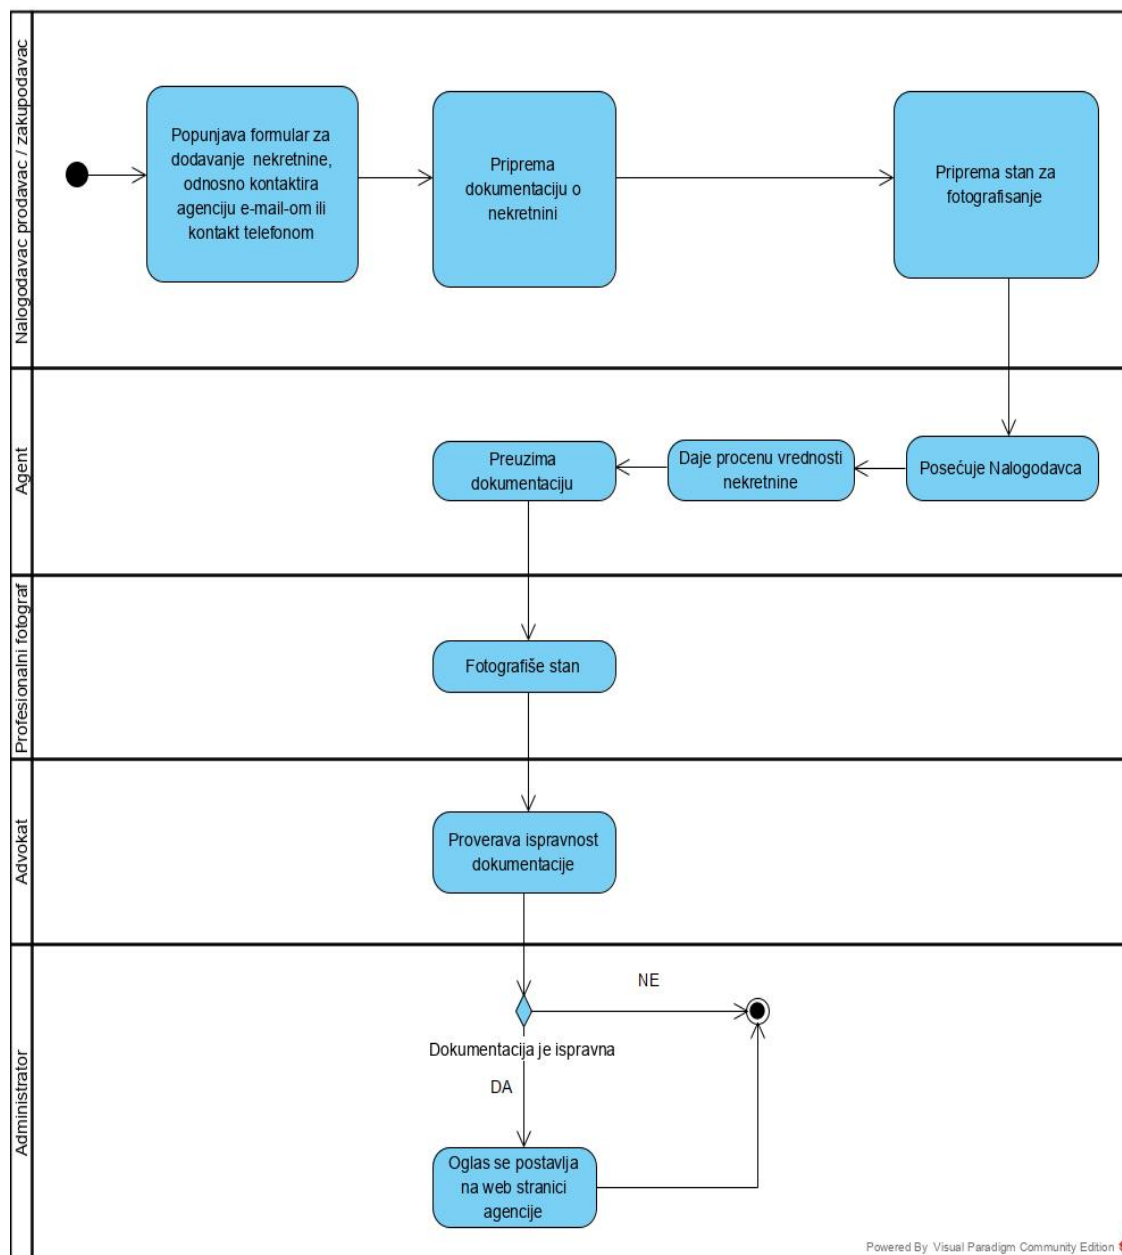 Nalogodavac prodavac / zakupodavac
Popunjava formular za
dodavanje nekretnine,
odnosno kontaktira
agenciju e-mail-om ili
kontakt telefonom
Priprema
dokumentaciju o
nekretnini
Priprema stan za
fotografisanje
Agent
Preuzima
dokumentaciju
Daje procenu vrednosti
nekretnine
Posećuje Nalogodavca
Profesionalni fotograf
Fotografiše stan
Advokat
Proverava ispravnost
dokumentacije
Administrator
NE
Dokumentacija je ispravna
DA
Oglas se postavlja
na web stranici
agencije
Powered By Visual Paradigm Community Edition